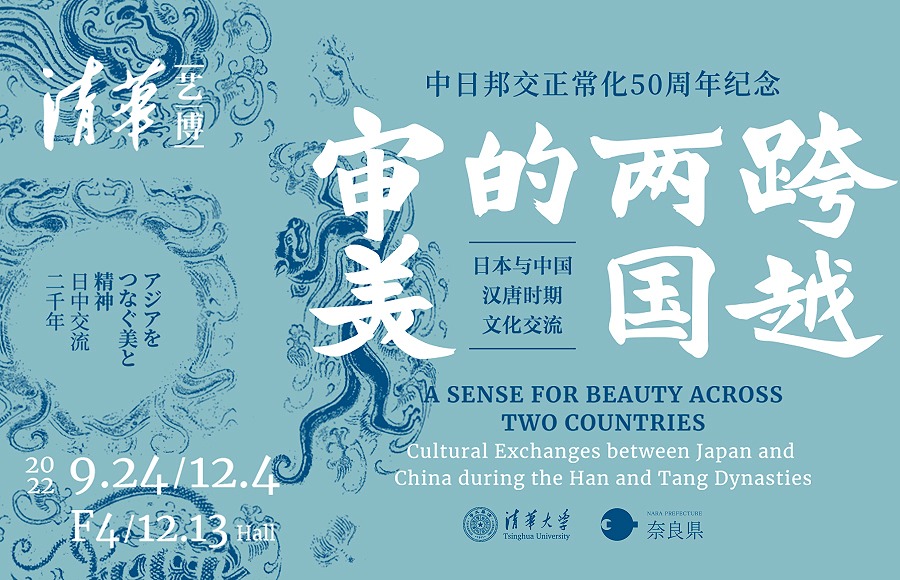 清華
艺博
中日邦交正常化50周年纪念
跨越
两国
的
审美
日本与中国
汉唐时期
文化交流
アジアを
つなぐ美と
精神
日中交流
二千年
A SENSE FOR BEAUTY ACROSS
TWO COUNTRIES
Cultural Exchanges between Japan and
China during the Han and Tang Dynasties
2022 9.24/12.4
F4/12.13 Hall
清華大学
Tsinghua University
NARA PREFECTURE
奈良県